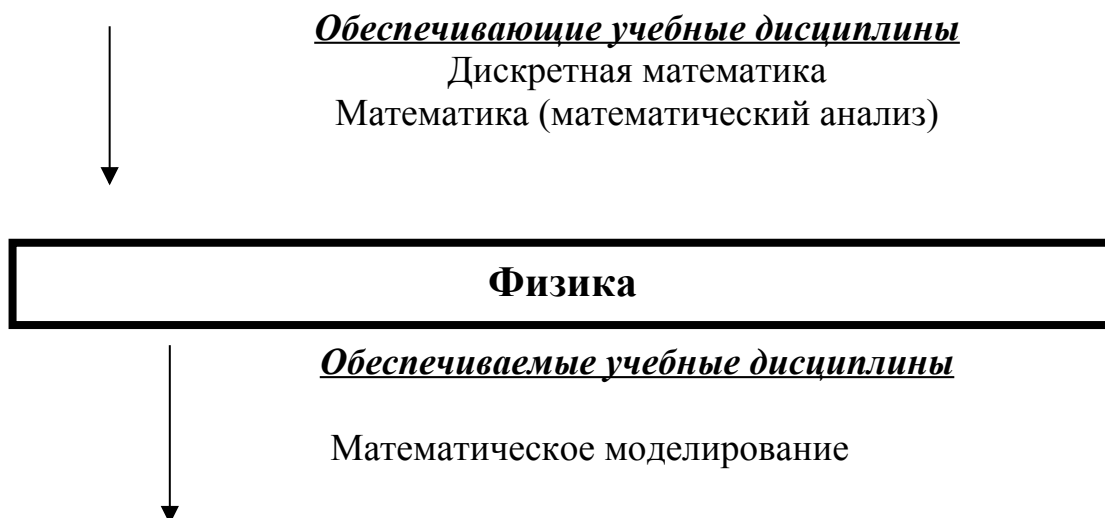 Обеспечивающие учебные дисциплины
Дискретная математика
Математика (математический анализ)
Физика
Обеспечиваемые учебные дисциплины
Математическое моделирование